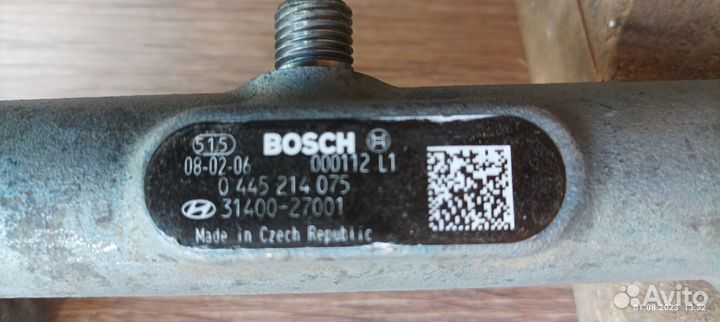 515 BOSCH
08-02-06 000112 L1
0 445 214 075
31400-27001
Made in Czech Republic
Avito
01.08.2023 13:52